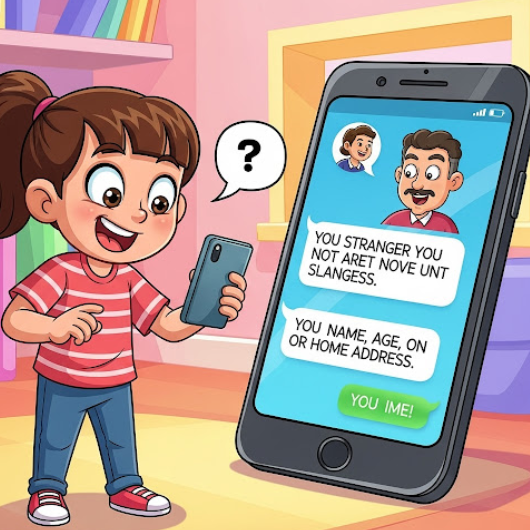 ?
YOU STRANGER YOU
NOT ARET NOVE UNT
SLANGESS.
YOU NAME, AGE, ON
OR HOME ADDRESS.
YOU IME!